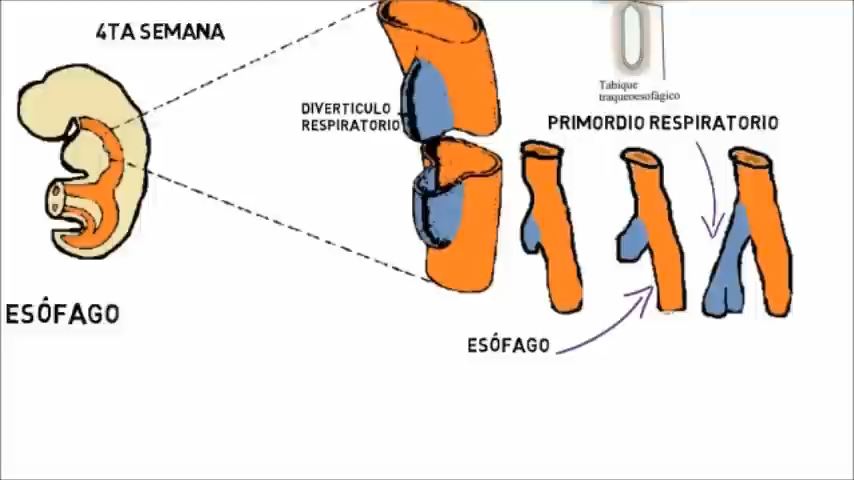 4TA SEMANA
Tabique
traqueoesofágico
DIVERTICULO
RESPIRATORIO
PRIMORDIO RESPIRATORIO
ESÓFAGO
ESÓFAGO